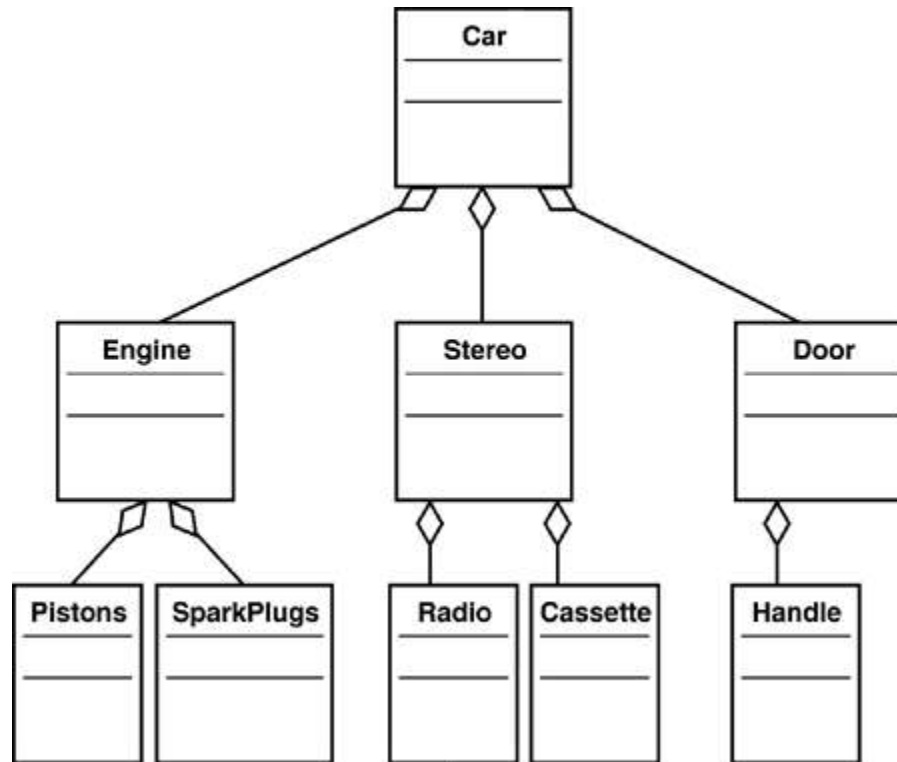 Car
Engine
Stereo
Door
Pistons
SparkPlugs
Radio
Cassette
Handle